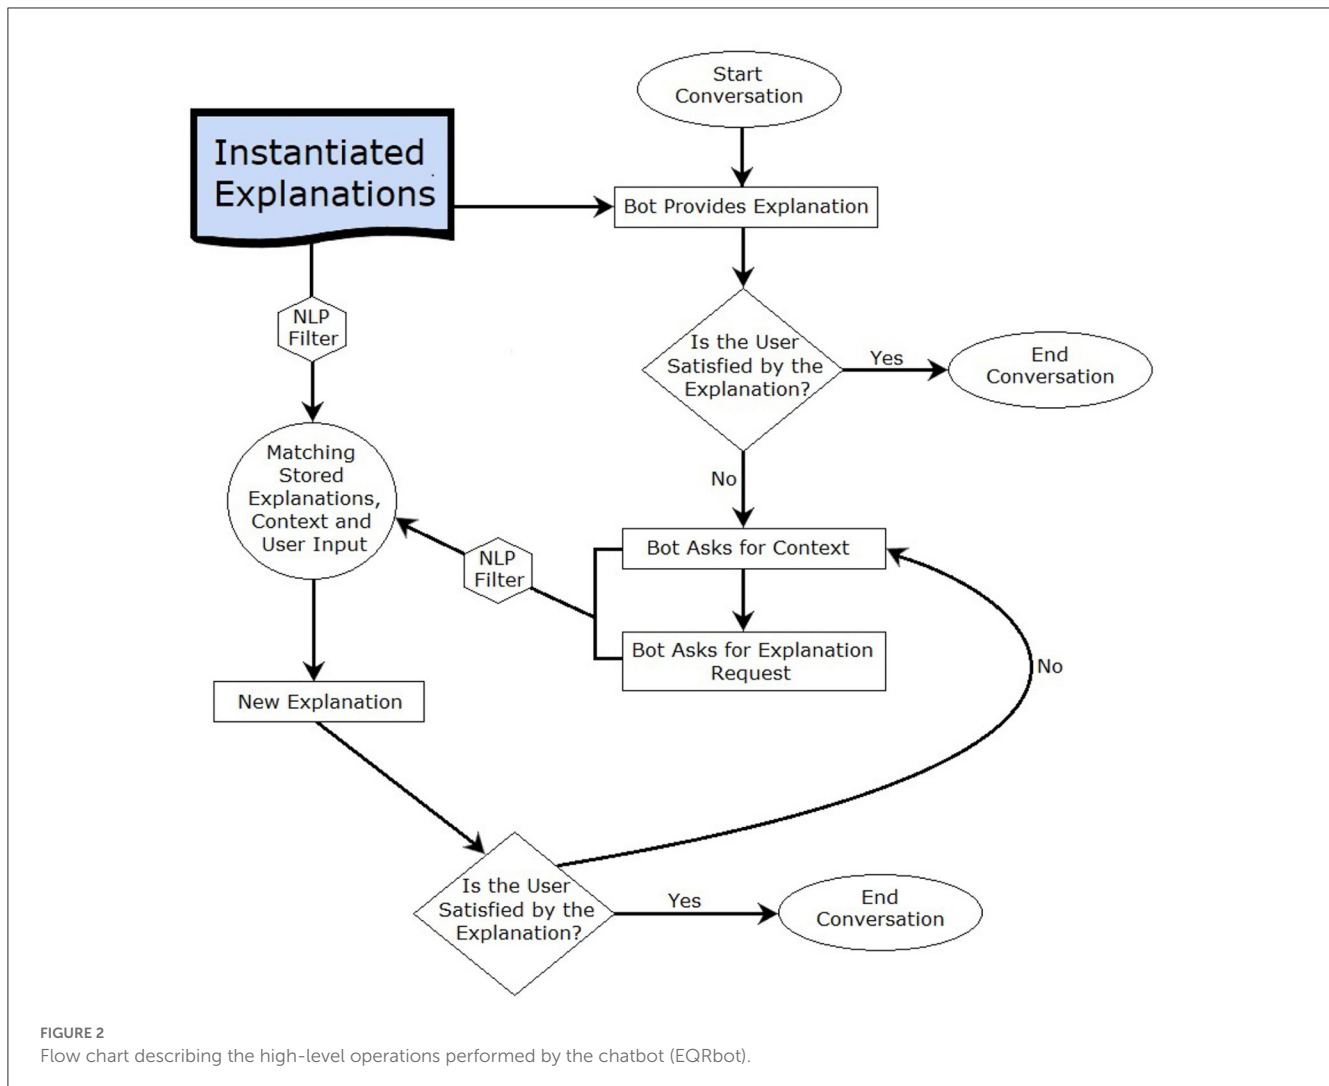 Start
Conversation
Instantiated
Explanations
Bot Provides Explanation
NLP
Filter
Is the User
Satisfied by the
Explanation?
Yes
End
Conversation
No
Matching
Stored
Explanations,
Context and
User Input
Bot Asks for Context
NLP
Filter
Bot Asks for Explanation
Request
No
New Explanation
Is the User
Satisfied by the
Explanation?
Yes
End
Conversation
FIGURE 2
Flow chart describing the high-level operations performed by the chatbot (EQRbot).